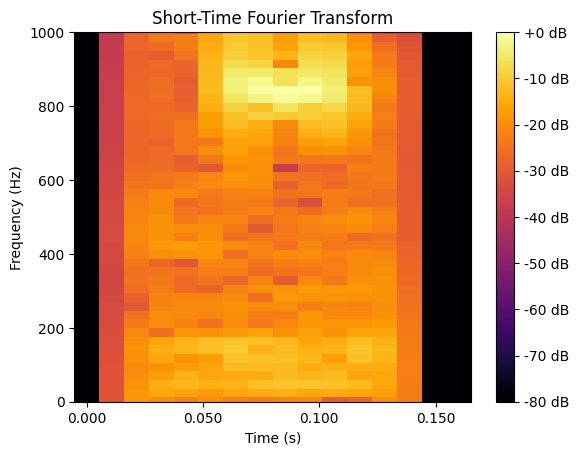 Short-Time Fourier Transform
1000
800
600
400
200
0
Frequency (Hz)
0.000
0.050
0.100
0.150
Time (s)
+0 dB
-10 dB
-20 dB
-30 dB
-40 dB
-50 dB
-60 dB
-70 dB
-80 dB